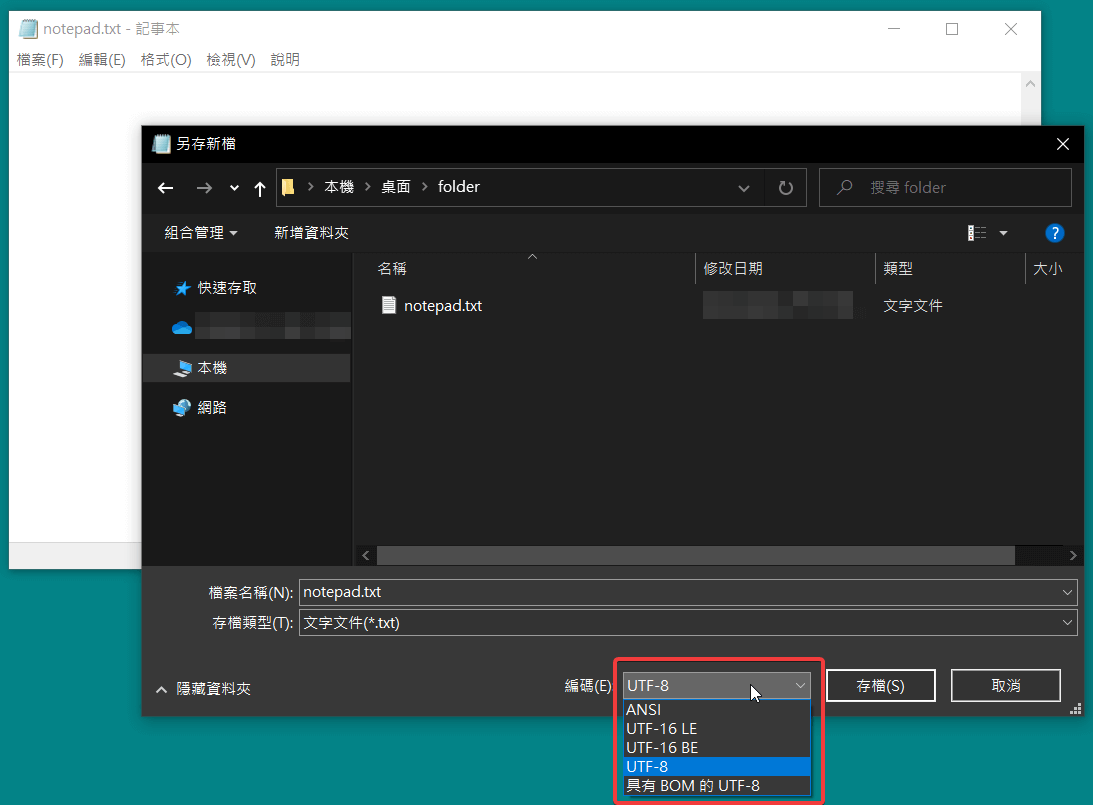 notepad.txt - 記事本
檔案(F) 編輯(E) 格式(O) 檢視(V) 說明
另存新檔
本機 桌面 folder 搜尋 folder
組合管理 新增資料夾 ?
名稱 修改日期 類型 大小
快速存取
notepad.txt 文字文件
本機
網路
檔案名稱(N): notepad.txt
存檔類型(T): 文字文件(*.txt)
隱藏資料夾 編碼(E): UTF-8 存檔(S) 取消
ANSI
UTF-16 LE
UTF-16 BE
UTF-8
具有 BOM 的 UTF-8